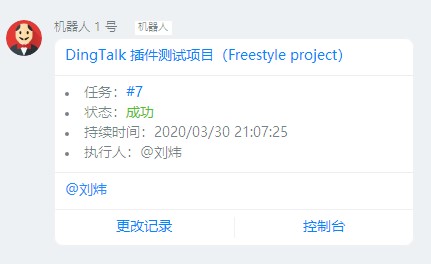 机器人 1 号 机器人
DingTalk 插件测试项目（Freestyle project）
任务：#7
状态：成功
持续时间：2020/03/30 21:07:25
执行人：@刘炜
@刘炜
更改记录 控制台